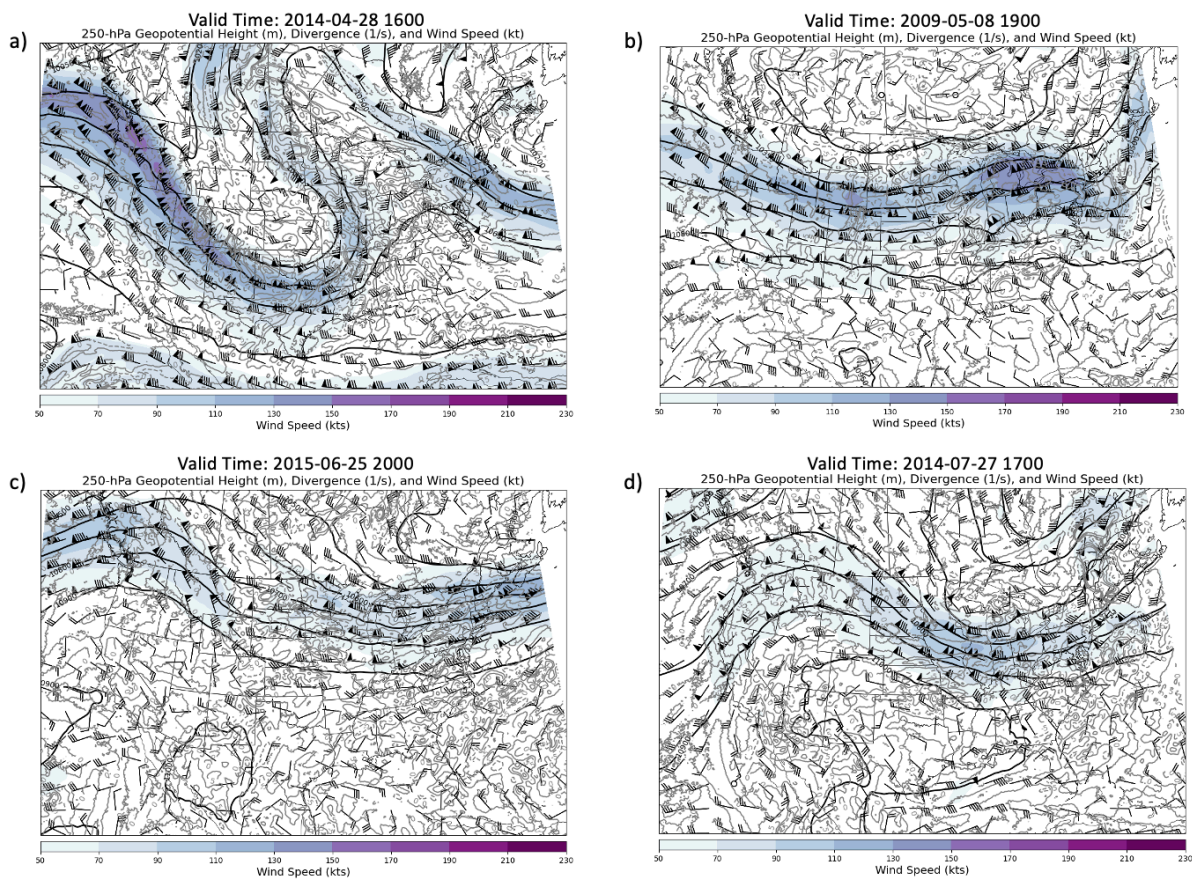 Valid Time: 2014-04-28 1600
a)
250-hPa Geopotential Height (m), Divergence (1/s), and Wind Speed (kt)
50 70 90 110 130 150 170 190 210 230
Wind Speed (kts)
Valid Time: 2009-05-08 1900
b)
250-hPa Geopotential Height (m), Divergence (1/s), and Wind Speed (kt)
50 70 90 110 130 150 170 190 210 230
Wind Speed (kts)
Valid Time: 2015-06-25 2000
c)
250-hPa Geopotential Height (m), Divergence (1/s), and Wind Speed (kt)
50 70 90 110 130 150 170 190 210 230
Wind Speed (kts)
Valid Time: 2014-07-27 1700
d)
250-hPa Geopotential Height (m), Divergence (1/s), and Wind Speed (kt)
50 70 90 110 130 150 170 190 210 230
Wind Speed (kts)